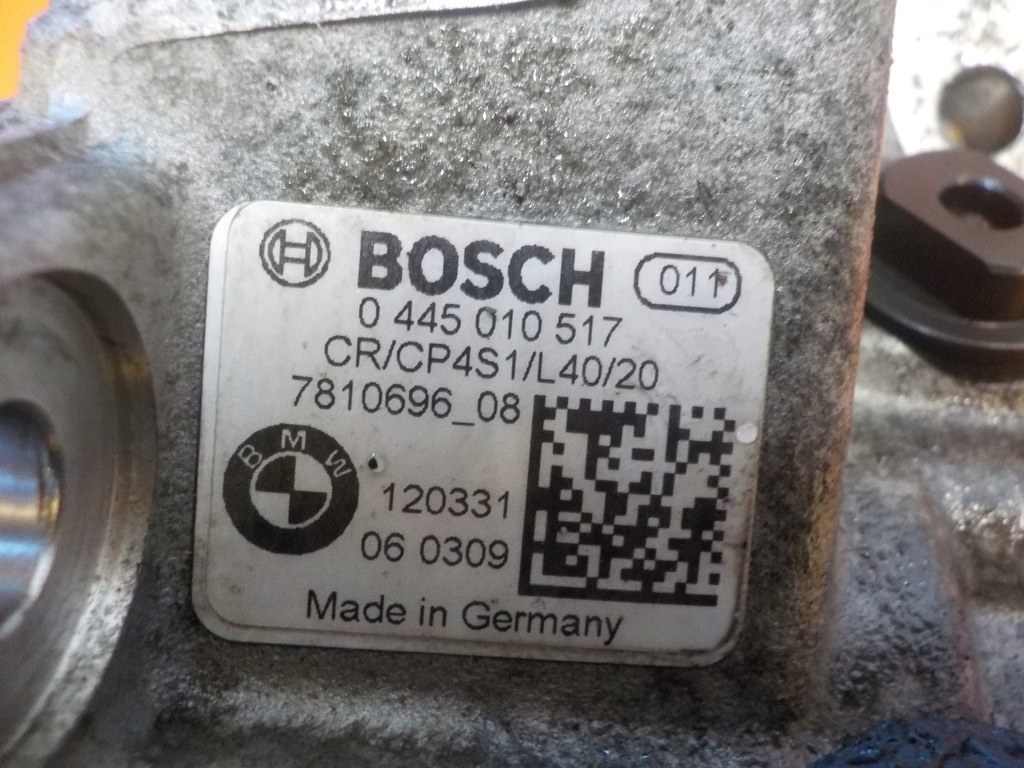 BOSCH 011
0 445 010 517
CR/CP4S1/L40/20
7810696_08
BMW
120331
06 0309
Made in Germany